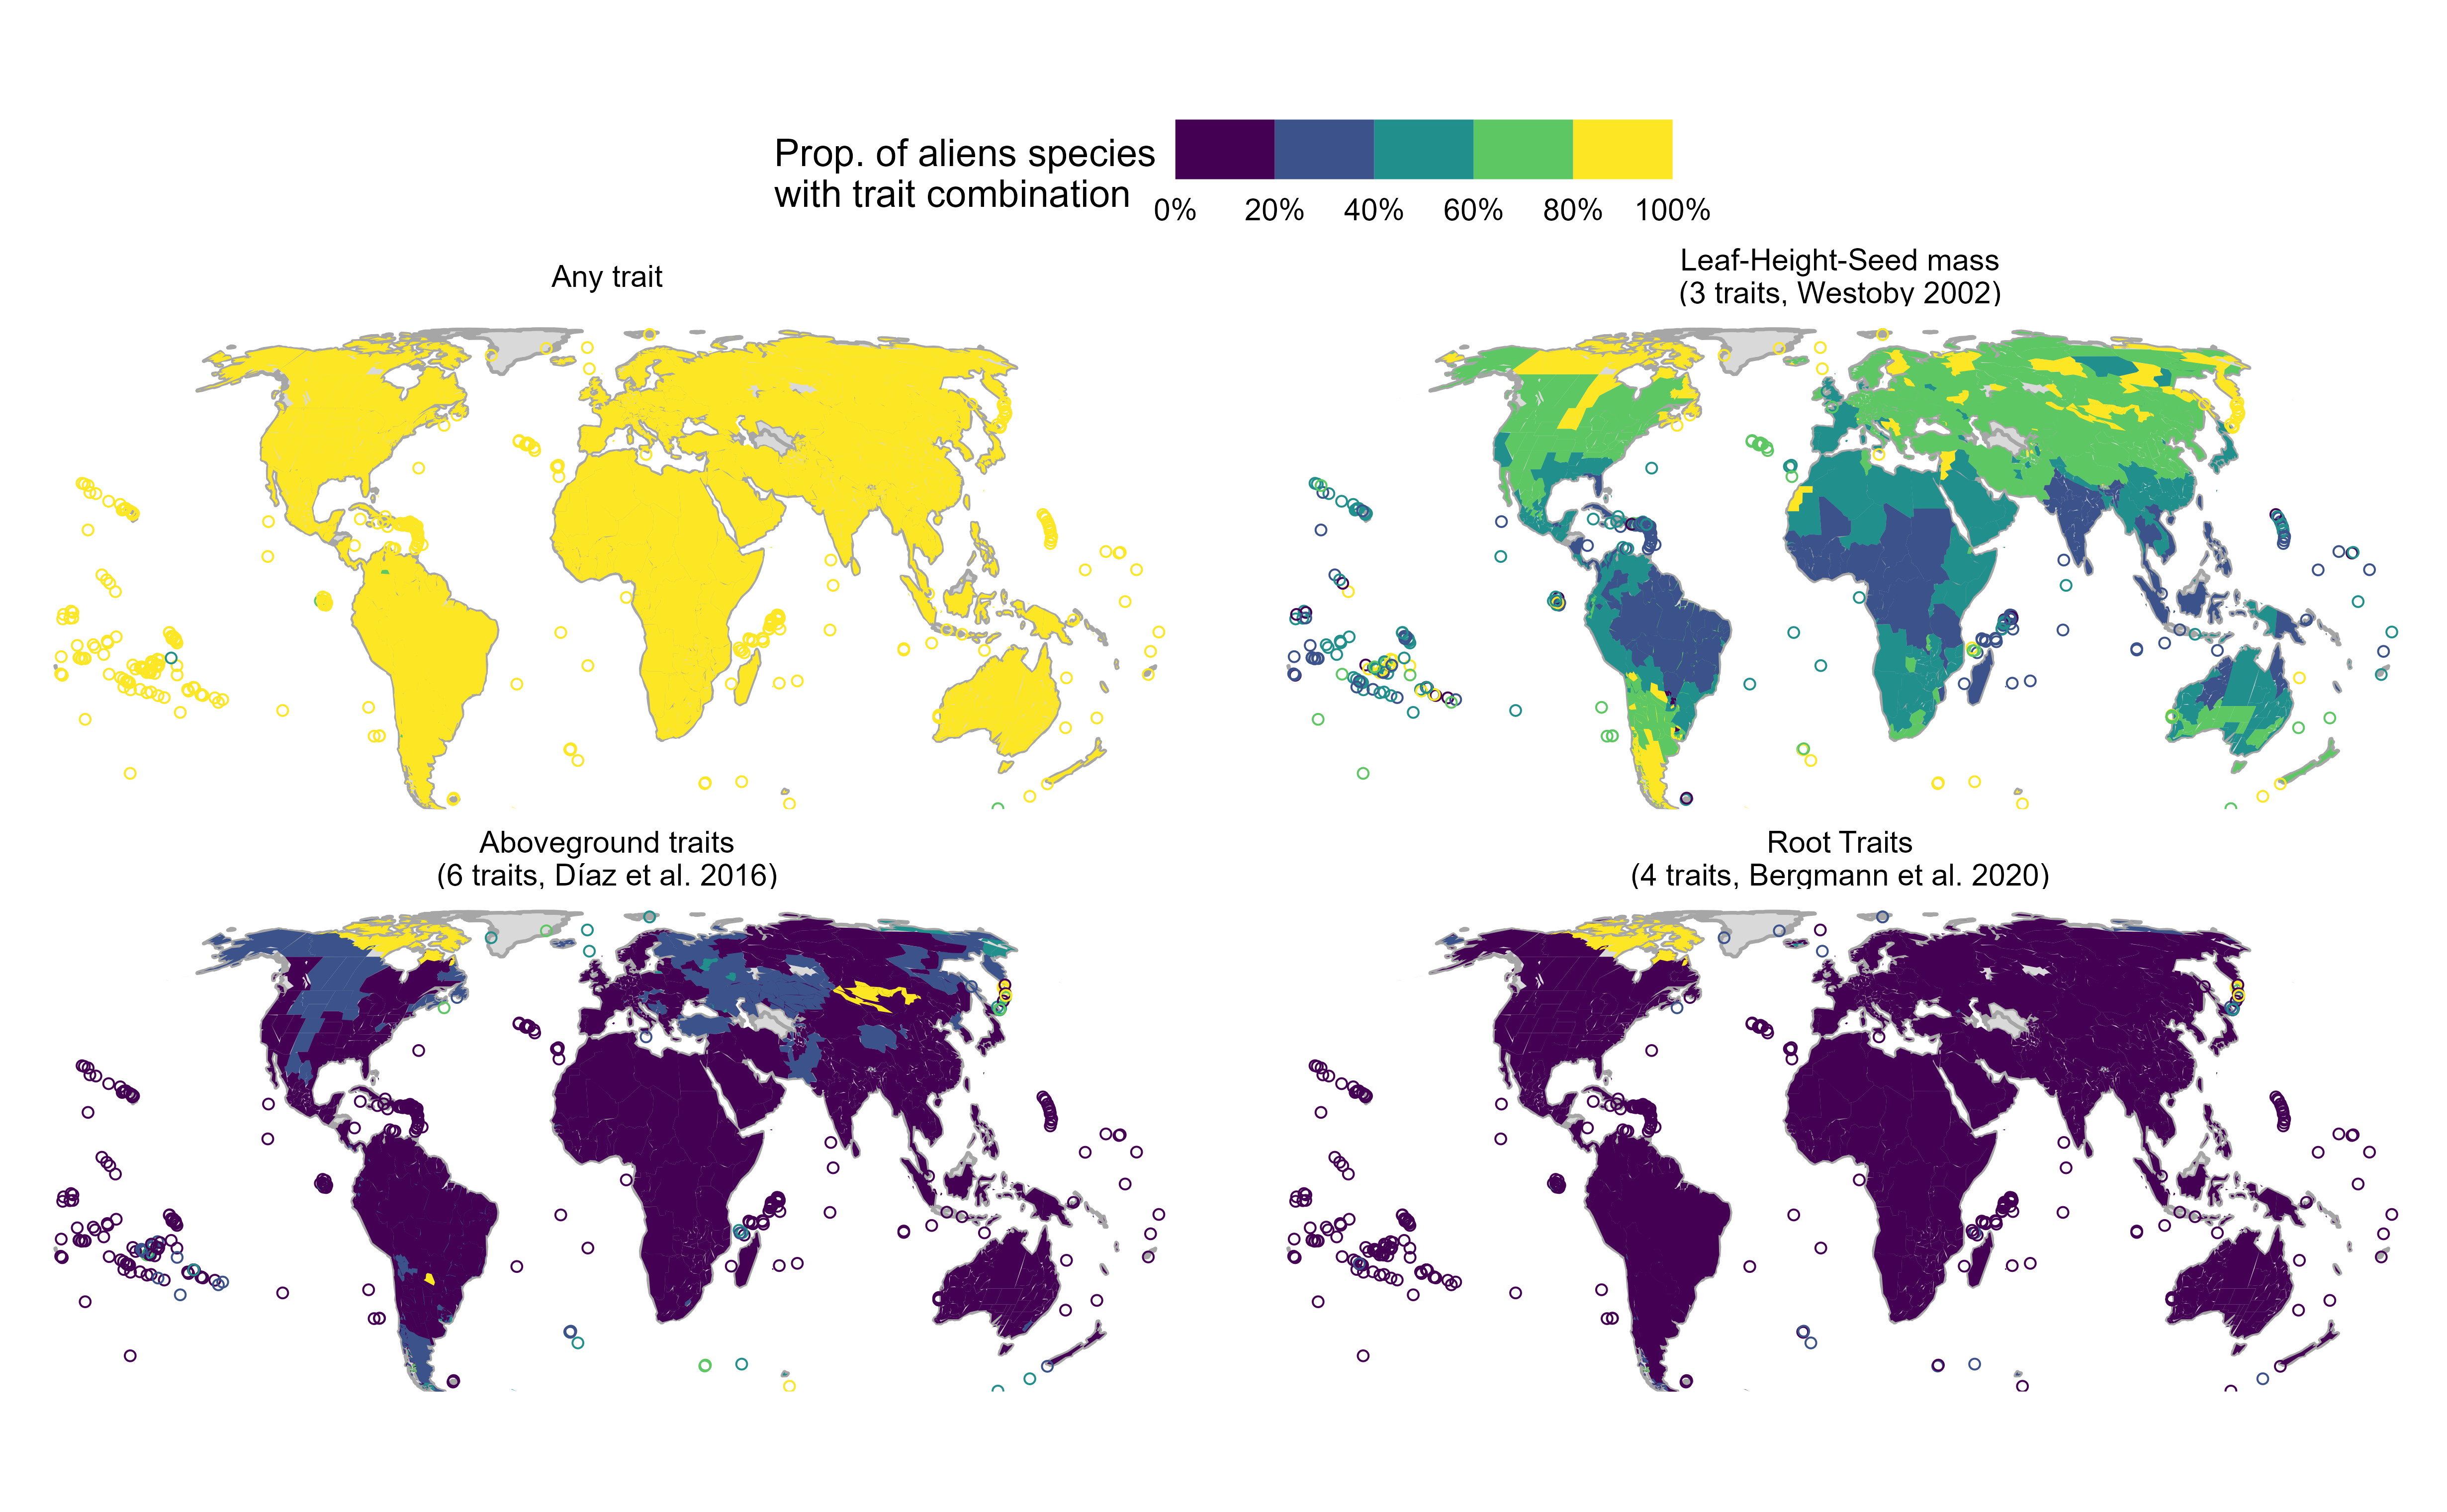 Prop. of aliens species
with trait combination
0% 20% 40% 60% 80% 100%
Any trait
Leaf-Height-Seed mass
(3 traits, Westoby 2002)
Aboveground traits
(6 traits, Díaz et al. 2016)
Root Traits
(4 traits, Bergmann et al. 2020)